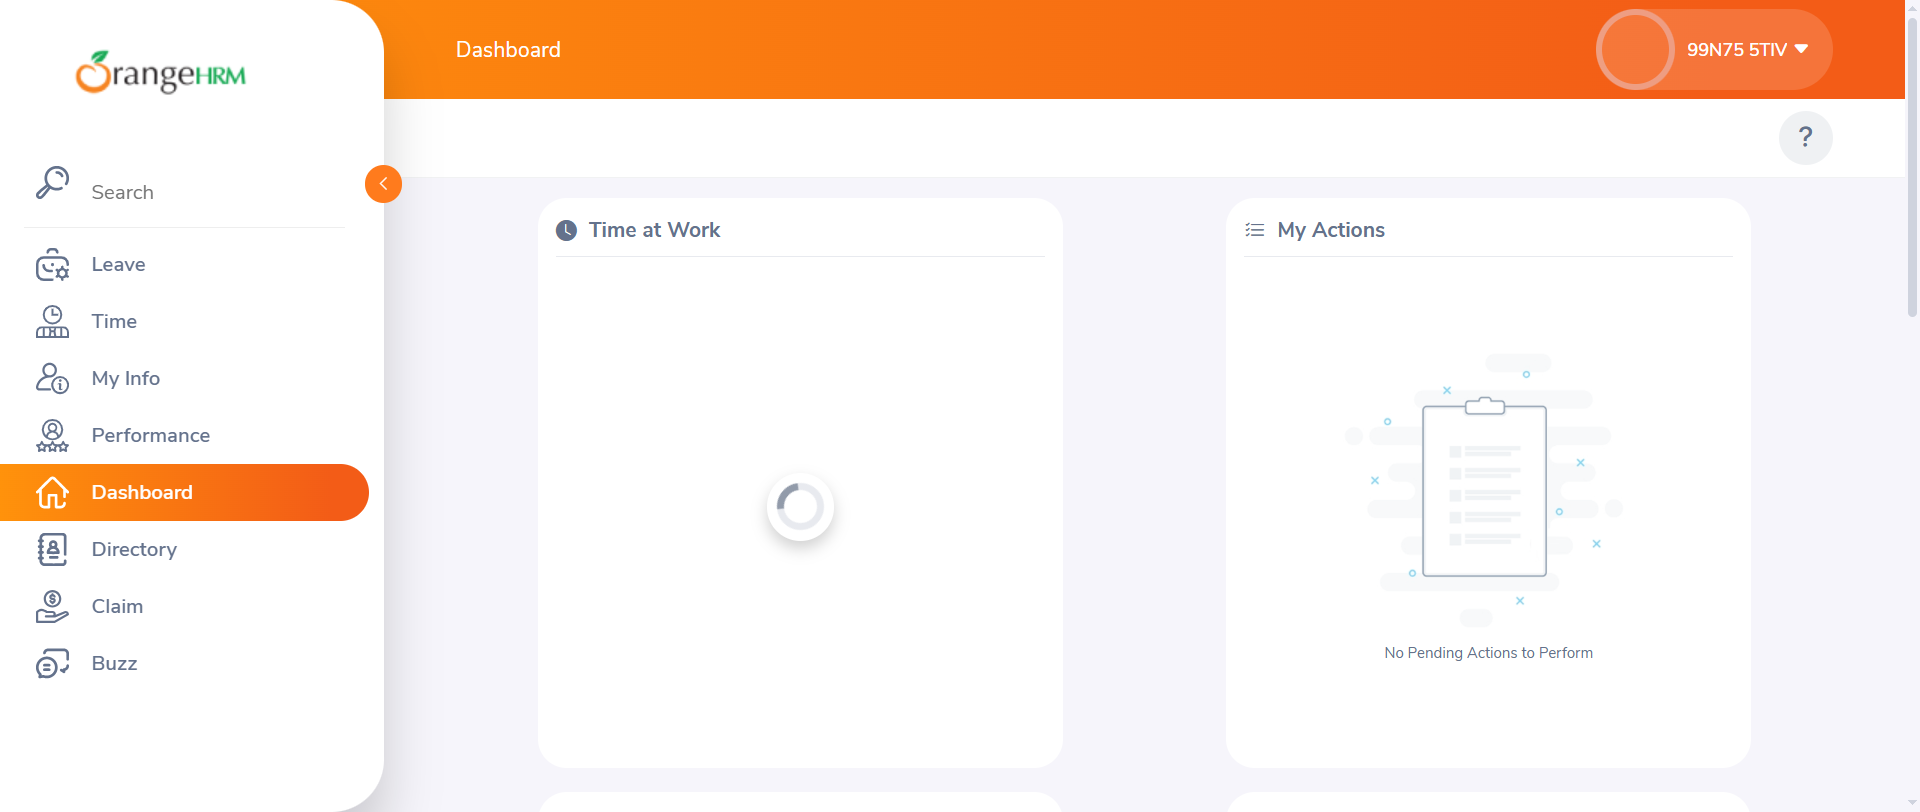 OrangeHRM
Search
Leave
Time
My Info
Performance
Dashboard
Directory
Claim
Buzz
Dashboard
99N75 5TIV
?
Time at Work
My Actions
No Pending Actions to Perform